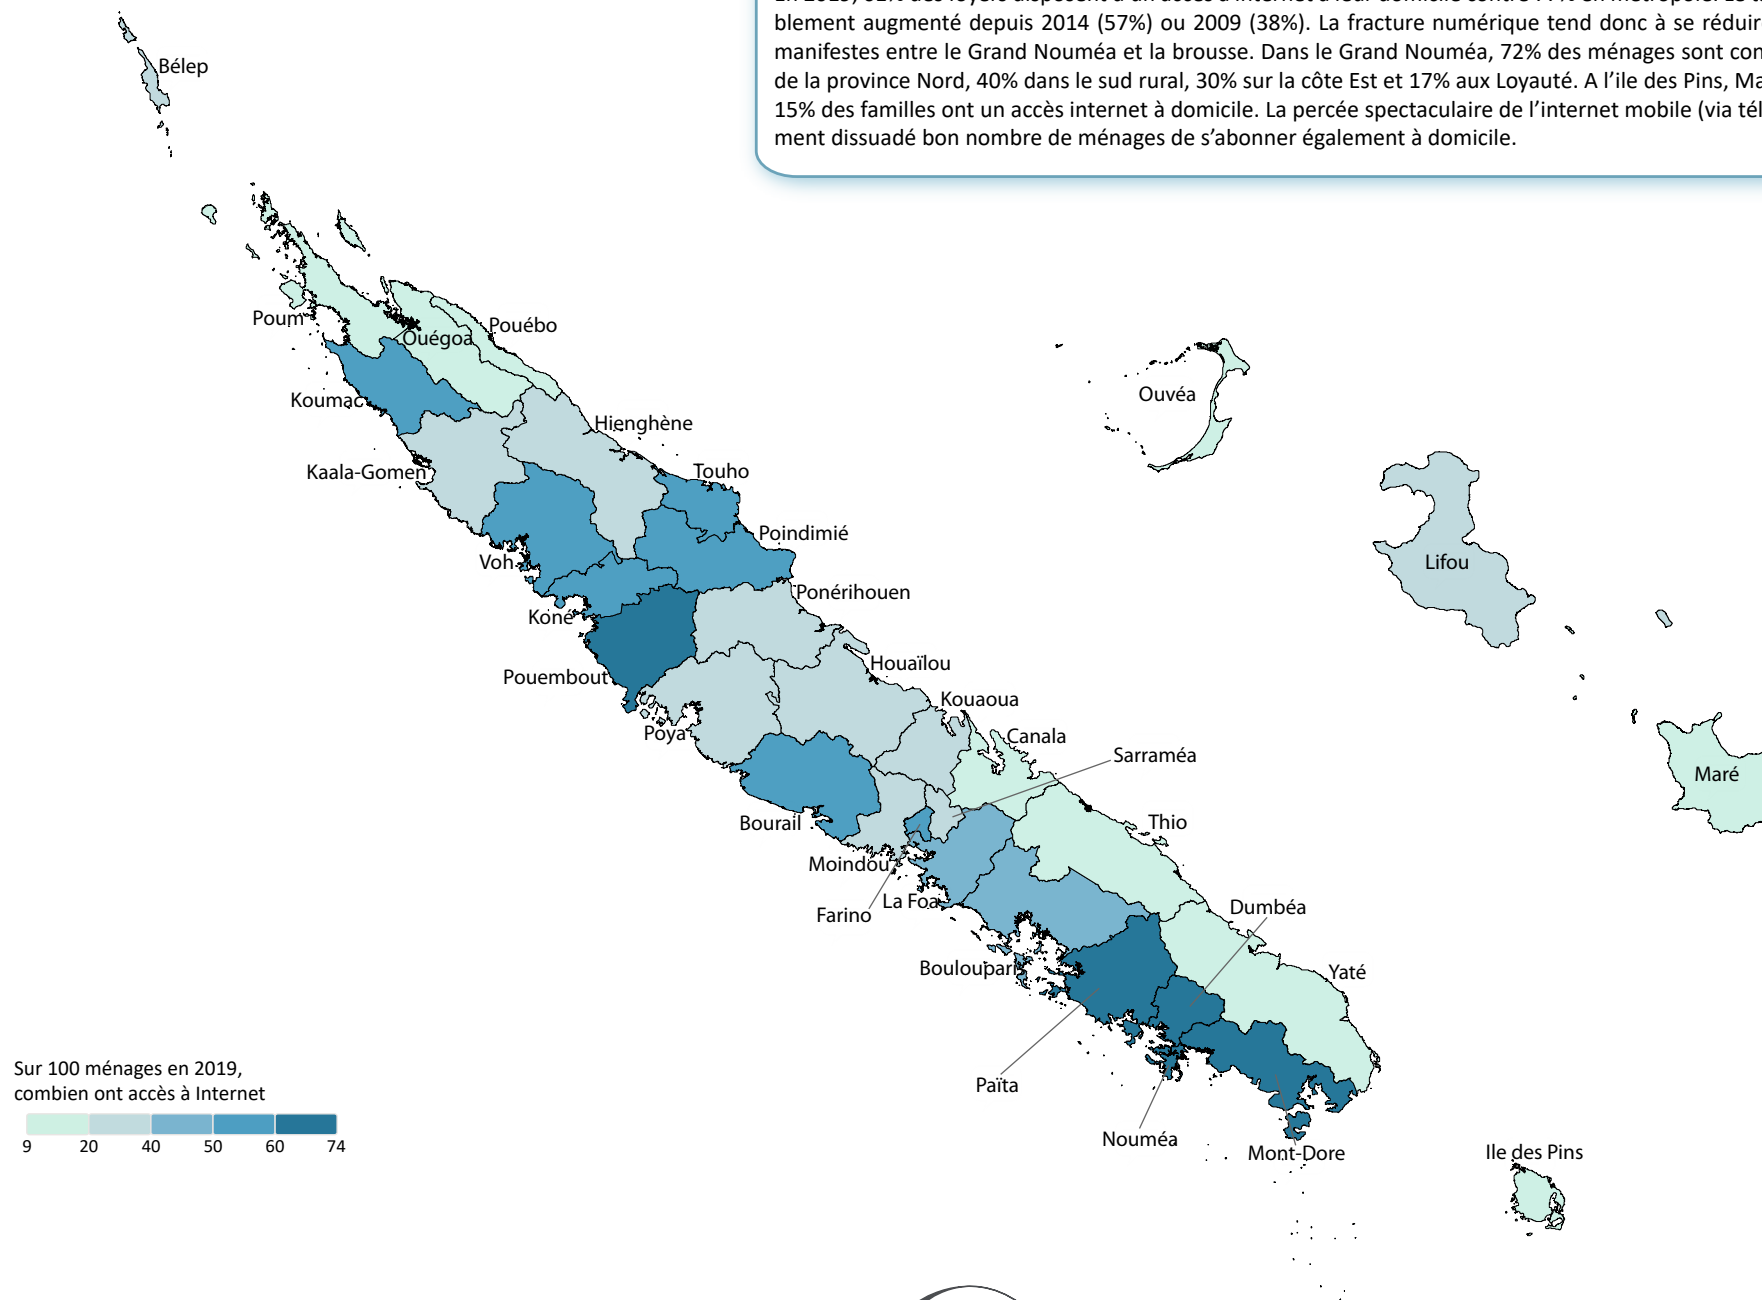 blement augmenté depuis 2014 (57%) ou 2009 (38%). La fracture numérique tend donc à se réduir
manifestes entre le Grand Nouméa et la brousse. Dans le Grand Nouméa, 72% des ménages sont con
de la province Nord, 40% dans le sud rural, 30% sur la côte Est et 17% aux Loyauté. A l'ile des Pins, Ma
15% des familles ont un accès internet à domicile. La percée spectaculaire de l'internet mobile (via tél
ment dissuadé bon nombre de ménages de s'abonner également à domicile.
Bélep
Poum
Ouégoa
Pouébo
Koumac
Ouvéa
Hienghène
Kaala-Gomen
Touho
Poindimié
Voh
Lifou
Ponérihouen
Koné
Houaïlou
Pouembout
Kouaoua
Poya
Canala
Sarraméa
Maré
Bourail
Thio
Moindou
La Foa
Farino
Dumbéa
Bouloupari
Yaté
Sur 100 ménages en 2019,
combien ont accès à Internet
9 20 40 50 60 74
Païta
Nouméa
Mont-Dore
Ile des Pins